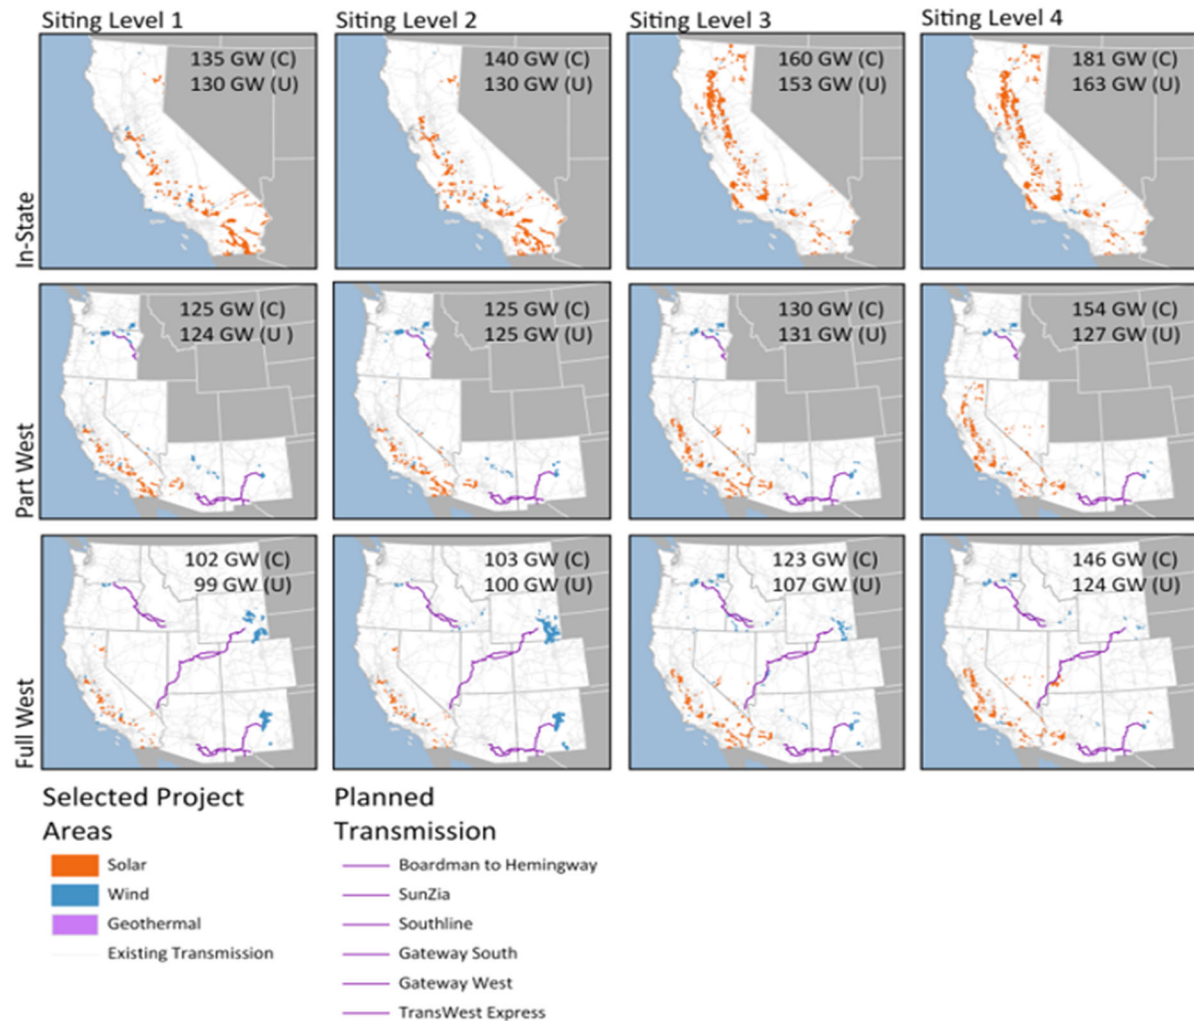 Siting Level 1
Siting Level 2
Siting Level 3
Siting Level 4
In-State
135 GW (C)
130 GW (U)
140 GW (C)
130 GW (U)
160 GW (C)
153 GW (U)
181 GW (C)
163 GW (U)
Part West
125 GW (C)
124 GW (U )
125 GW (C)
125 GW (U)
130 GW (C)
131 GW (U)
154 GW (C)
127 GW (U)
Full West
102 GW (C)
99 GW (U)
103 GW (C)
100 GW (U)
123 GW (C)
107 GW (U)
146 GW (C)
124 GW (U)
Selected Project
Areas
Solar
Wind
Geothermal
Existing Transmission
Planned
Transmission
Boardman to Hemingway
SunZia
Southline
Gateway South
Gateway West
TransWest Express